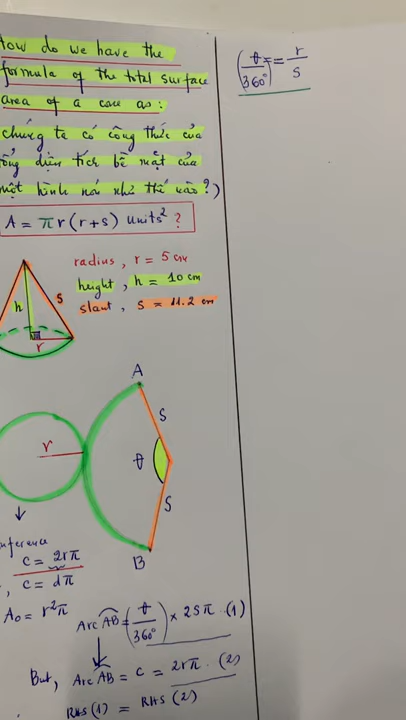 How do we have the
formula of the total surface
area of a cone as:
chúng ta có công thức của
tổng diện tích bề mặt của
một hình nón như thế nào?)
A = πr(r+s) units² ?
radius, r = 5 cm
height, h = 10 cm
slant, s ≈ 11.2 cm
h
s
r
A
r
θ
s
s
B
c = 2rπ
, c = dπ
A₀ = r²π
Arc AB = (θ/360°) × 2sπ · (1)
But, Arc AB = c = 2rπ · (2)
RHS (1) = RHS (2)
(θ/360°) = r/s